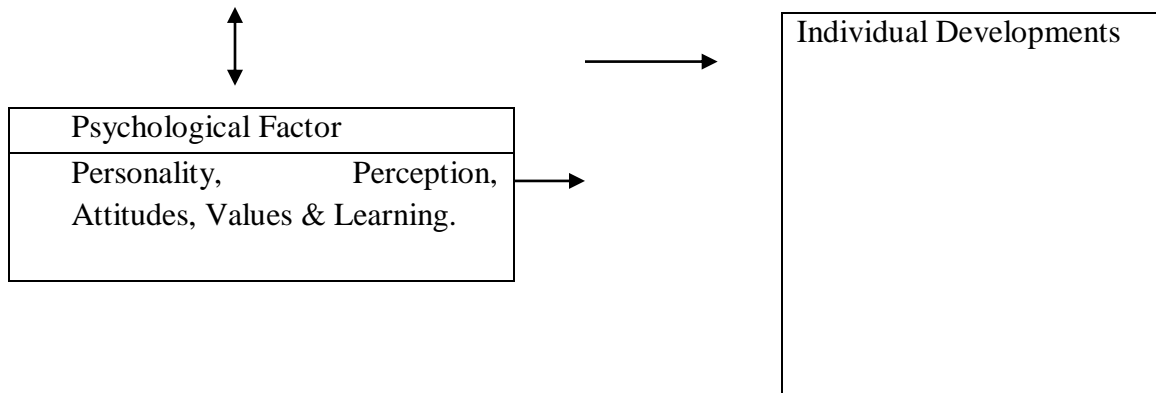 Individual Developments
Psychological Factor
Personality, Perception,
Attitudes, Values & Learning.